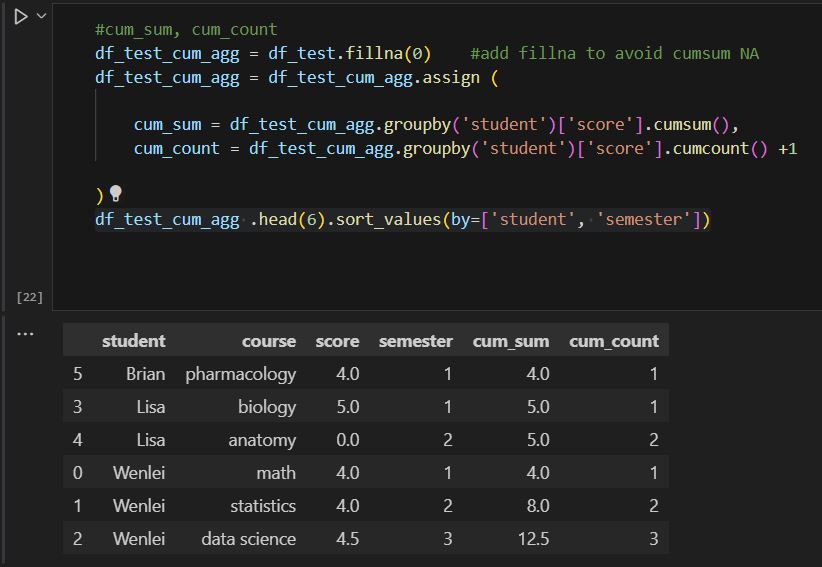 #cum_sum, cum_count
df_test_cum_agg = df_test.fillna(0)    #add fillna to avoid cumsum NA
df_test_cum_agg = df_test_cum_agg.assign (
    cum_sum = df_test_cum_agg.groupby('student')['score'].cumsum(),
    cum_count = df_test_cum_agg.groupby('student')['score'].cumcount() +1
)
df_test_cum_agg .head(6).sort_values(by=['student', 'semester'])
[22]
...
student course score semester cum_sum cum_count
5 Brian pharmacology 4.0 1 4.0 1
3 Lisa biology 5.0 1 5.0 1
4 Lisa anatomy 0.0 2 5.0 2
0 Wenlei math 4.0 1 4.0 1
1 Wenlei statistics 4.0 2 8.0 2
2 Wenlei data science 4.5 3 12.5 3